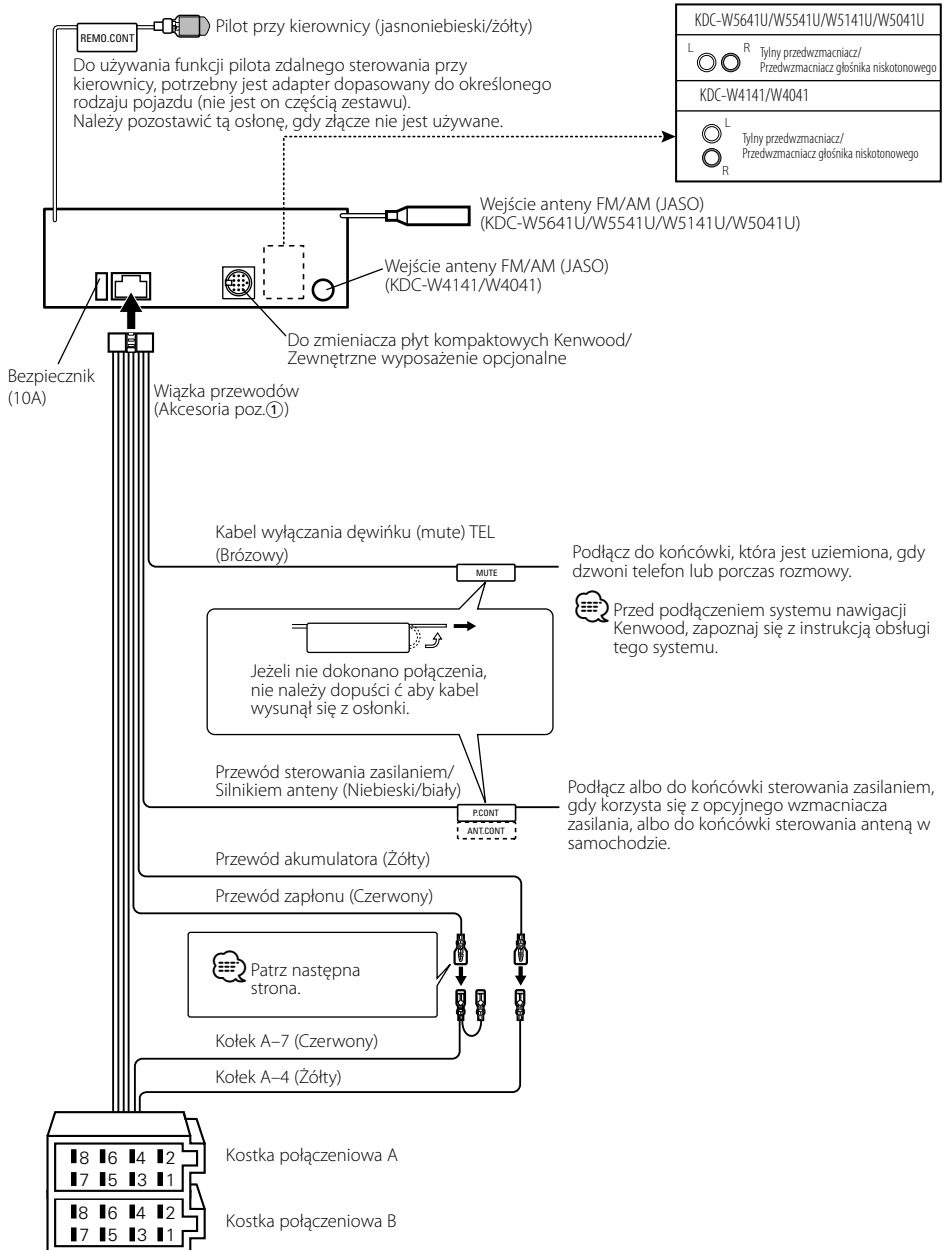 REMO.CONT
Pilot przy kierownicy (jasnoniebieski/żółty)
Do używania funkcji pilota zdalnego sterowania przy
kierownicy, potrzebny jest adapter dopasowany do określonego
rodzaju pojazdu (nie jest on częścią zestawu).
Należy pozostawić tą osłonę, gdy złącze nie jest używane.
KDC-W5641U/W5541U/W5141U/W5041U
L
R
Tylny przedwzmacniacz/
Przedwzmacniacz głośnika niskotonowego
KDC-W4141/W4041
L
R
Tylny przedwzmacniacz/
Przedwzmacniacz głośnika niskotonowego
Wejście anteny FM/AM (JASO)
(KDC-W5641U/W5541U/W5141U/W5041U)
Wejście anteny FM/AM (JASO)
(KDC-W4141/W4041)
Do zmieniacza płyt kompaktowych Kenwood/
Zewnętrzne wyposażenie opcjonalne
Bezpiecznik
(10A)
Wiązka przewodów
(Akcesoria poz.①)
Kabel wyłączania dęwińku (mute) TEL
(Brózowy)
MUTE
Podłącz do końcówki, która jest uziemiona, gdy
dzwoni telefon lub porczas rozmowy.
Przed podłączeniem systemu nawigacji
Kenwood, zapoznaj się z instrukcją obsługi
tego systemu.
Jeżeli nie dokonano połączenia,
nie należy dopuści ć aby kabel
wysunął się z osłonki.
Przewód sterowania zasilaniem/
Silnikiem anteny (Niebieski/biały)
P.CONT
ANT.CONT
Podłącz albo do końcówki sterowania zasilaniem,
gdy korzysta się z opcyjnego wzmacniacza
zasilania, albo do końcówki sterowania anteną w
samochodzie.
Przewód akumulatora (Żółty)
Przewód zapłonu (Czerwony)
Patrz następna
strona.
Kołek A–7 (Czerwony)
Kołek A–4 (Żółty)
8 6 4 2
7 5 3 1
Kostka połączeniowa A
8 6 4 2
7 5 3 1
Kostka połączeniowa B